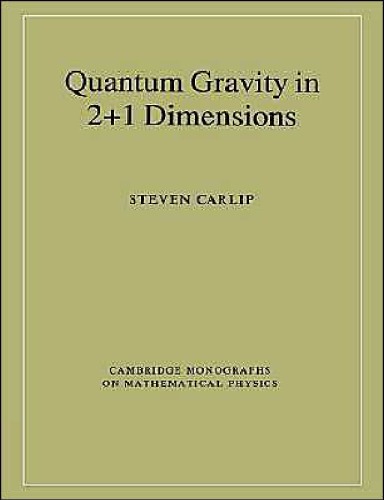 Quantum Gravity in
2+1 Dimensions
STEVEN CARLIP
CAMBRIDGE MONOGRAPHS
ON MATHEMATICAL PHYSICS